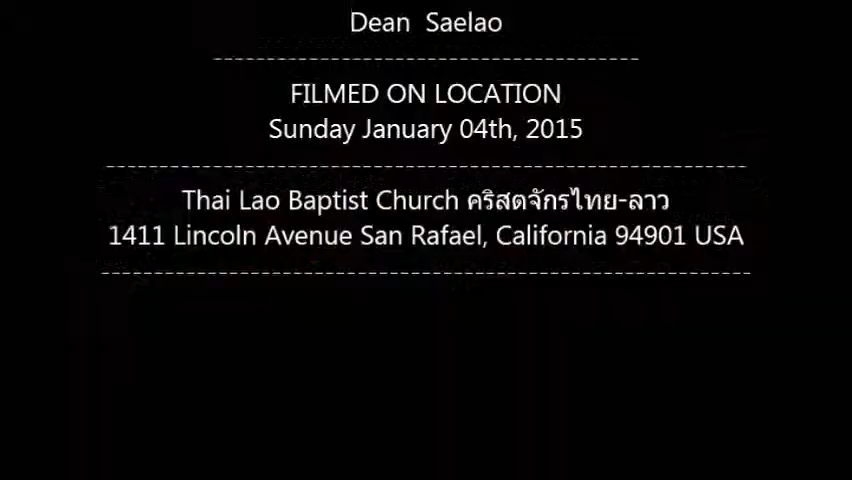 Dean Saelao
FILMED ON LOCATION
Sunday January 04th, 2015
Thai Lao Baptist Church คริสตจักรไทย-ลาว
1411 Lincoln Avenue San Rafael, California 94901 USA